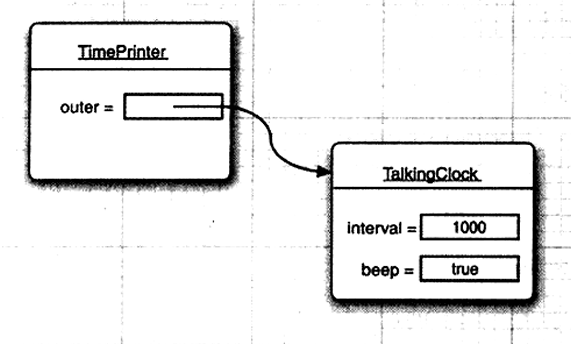 TimePrinter
outer =
TalkingClock
interval = 1000
beep = true